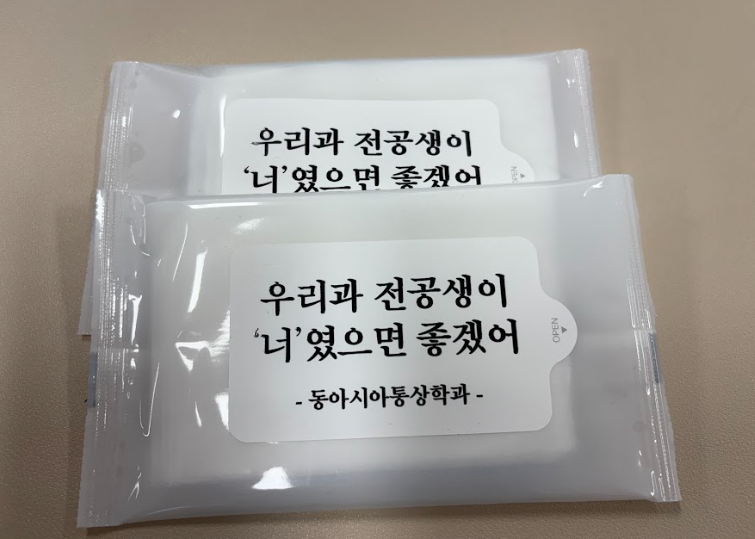 우리과 전공생이
'너'였으면 좋겠어
OPEN
우리과 전공생이
'너'였으면 좋겠어
- 동아시아통상학과 -
OPEN